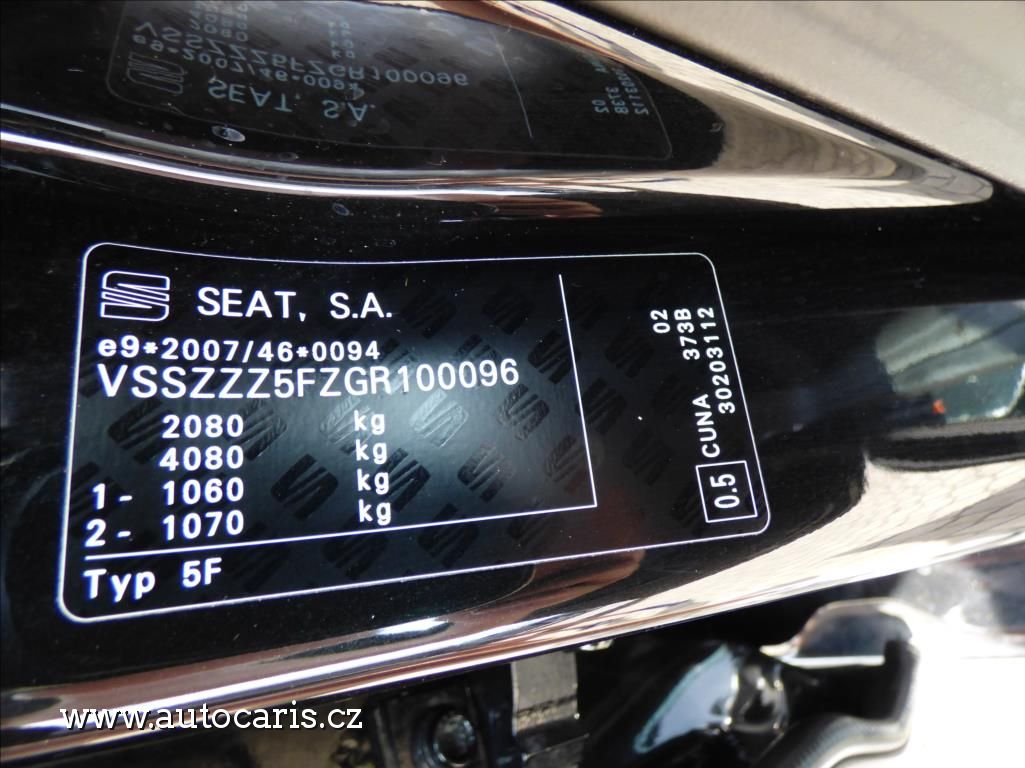 SEAT, S.A.
e9*2007/46*0094
VSSZZZ5FZGR100096
2080 kg
4080 kg
1- 1060 kg
2- 1070 kg
Typ 5F
02
CUNA 373B
0.5 30203112
www.autocaris.cz